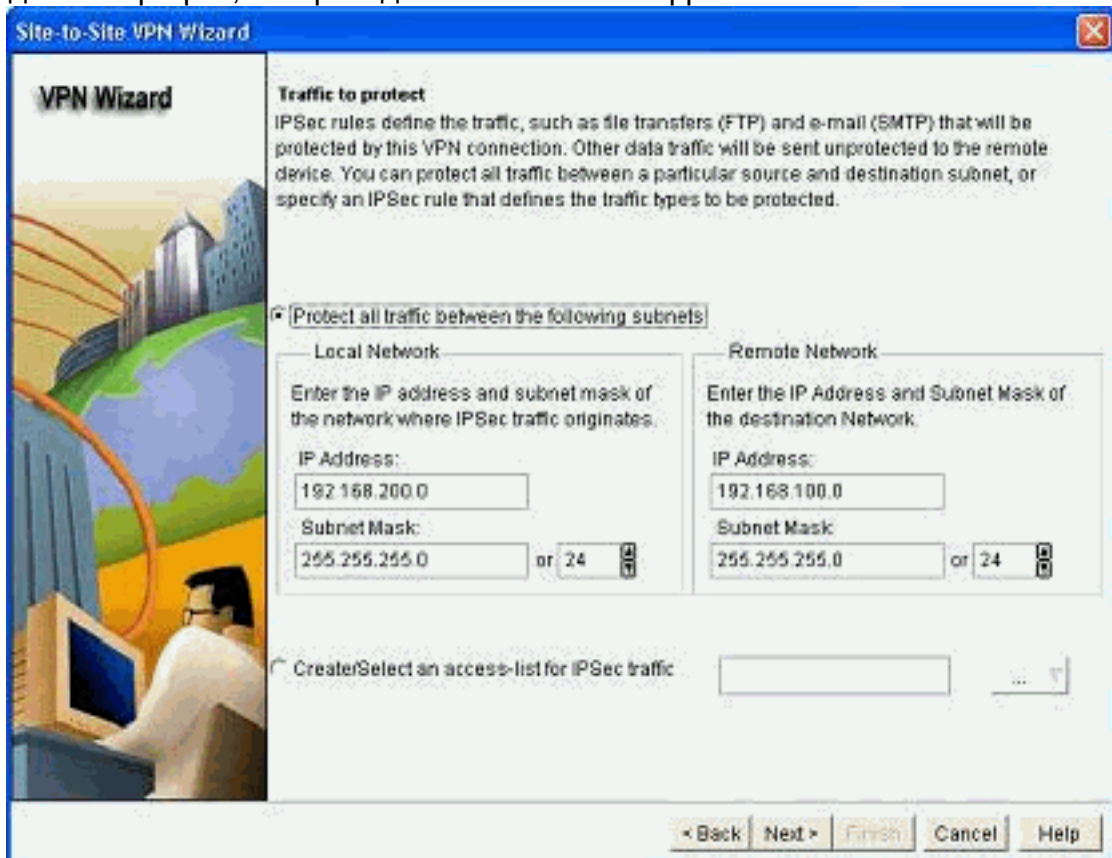 Site-to-Site VPN Wizard
VPN Wizard
Traffic to protect
IPSec rules define the traffic, such as file transfers (FTP) and e-mail (SMTP) that will be
protected by this VPN connection. Other data traffic will be sent unprotected to the remote
device. You can protect all traffic between a particular source and destination subnet, or
specify an IPSec rule that defines the traffic types to be protected.
Protect all traffic between the following subnets
Local Network
Enter the IP address and subnet mask of
the network where IPSec traffic originates.
IP Address:
192.168.200.0
Subnet Mask:
255.255.255.0 or 24
Remote Network
Enter the IP Address and Subnet Mask of
the destination Network.
IP Address:
192.168.100.0
Subnet Mask:
255.255.255.0 or 24
Create/Select an access-list for IPSec traffic
...
< Back Next > Finish Cancel Help